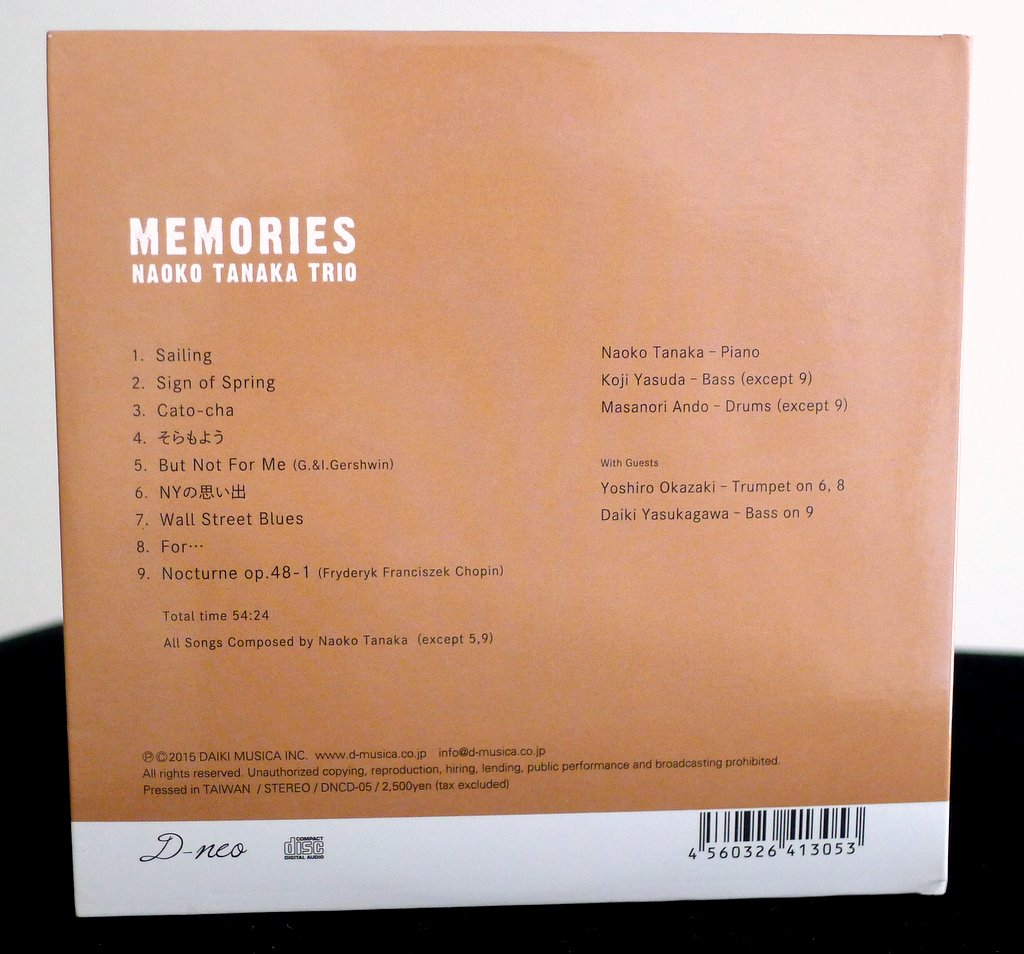 MEMORIES
NAOKO TANAKA TRIO
1. Sailing
2. Sign of Spring
3. Cato-cha
4. そらもよう
5. But Not For Me (G.&I.Gershwin)
6. NYの思い出
7. Wall Street Blues
8. For…
9. Nocturne op.48-1 (Fryderyk Franciszek Chopin)
Total time 54:24
All Songs Composed by Naoko Tanaka (except 5,9)
Naoko Tanaka – Piano
Koji Yasuda – Bass (except 9)
Masanori Ando – Drums (except 9)
With Guests
Yoshiro Okazaki – Trumpet on 6, 8
Daiki Yasukagawa – Bass on 9
℗©2015 DAIKI MUSICA INC. www.d-musica.co.jp info@d-musica.co.jp
All rights reserved. Unauthorized copying, reproduction, hiring, lending, public performance and broadcasting prohibited.
Pressed in TAIWAN / STEREO / DNCD-05 / 2,500yen (tax excluded)
D-neo
COMPACT
disc
DIGITAL AUDIO
4 560326 413053